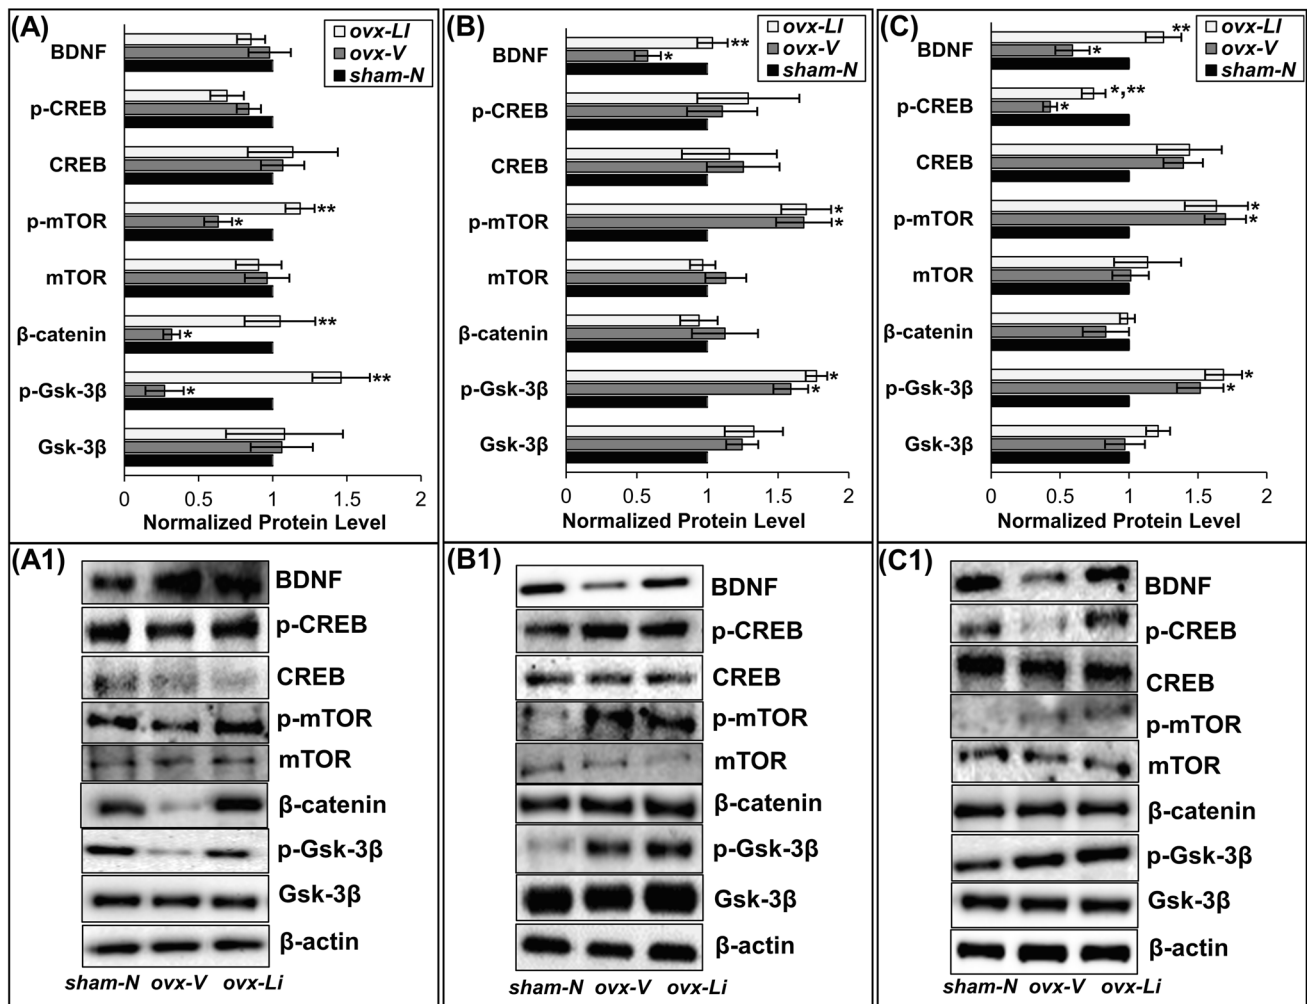 (A)
ovx-LI
ovx-V
sham-N
BDNF
**
p-CREB
CREB
p-mTOR
**
*
mTOR
β-catenin
**
*
p-Gsk-3β
**
*
Gsk-3β
0 0.5 1 1.5 2
Normalized Protein Level
(B)
ovx-LI
ovx-V
sham-N
BDNF
**
*
p-CREB
CREB
p-mTOR
*
*
mTOR
β-catenin
p-Gsk-3β
*
*
Gsk-3β
0 0.5 1 1.5 2
Normalized Protein Level
(C)
ovx-LI
ovx-V
sham-N
BDNF
**
*
p-CREB
*,**
*
CREB
p-mTOR
*
*
mTOR
β-catenin
p-Gsk-3β
*
*
Gsk-3β
0 0.5 1 1.5 2
Normalized Protein Level
(A1)
BDNF
p-CREB
CREB
p-mTOR
mTOR
β-catenin
p-Gsk-3β
Gsk-3β
β-actin
sham-N ovx-V ovx-Li
(B1)
BDNF
p-CREB
CREB
p-mTOR
mTOR
β-catenin
p-Gsk-3β
Gsk-3β
β-actin
sham-N ovx-V ovx-Li
(C1)
BDNF
p-CREB
CREB
p-mTOR
mTOR
β-catenin
p-Gsk-3β
Gsk-3β
β-actin
sham-N ovx-V ovx-Li